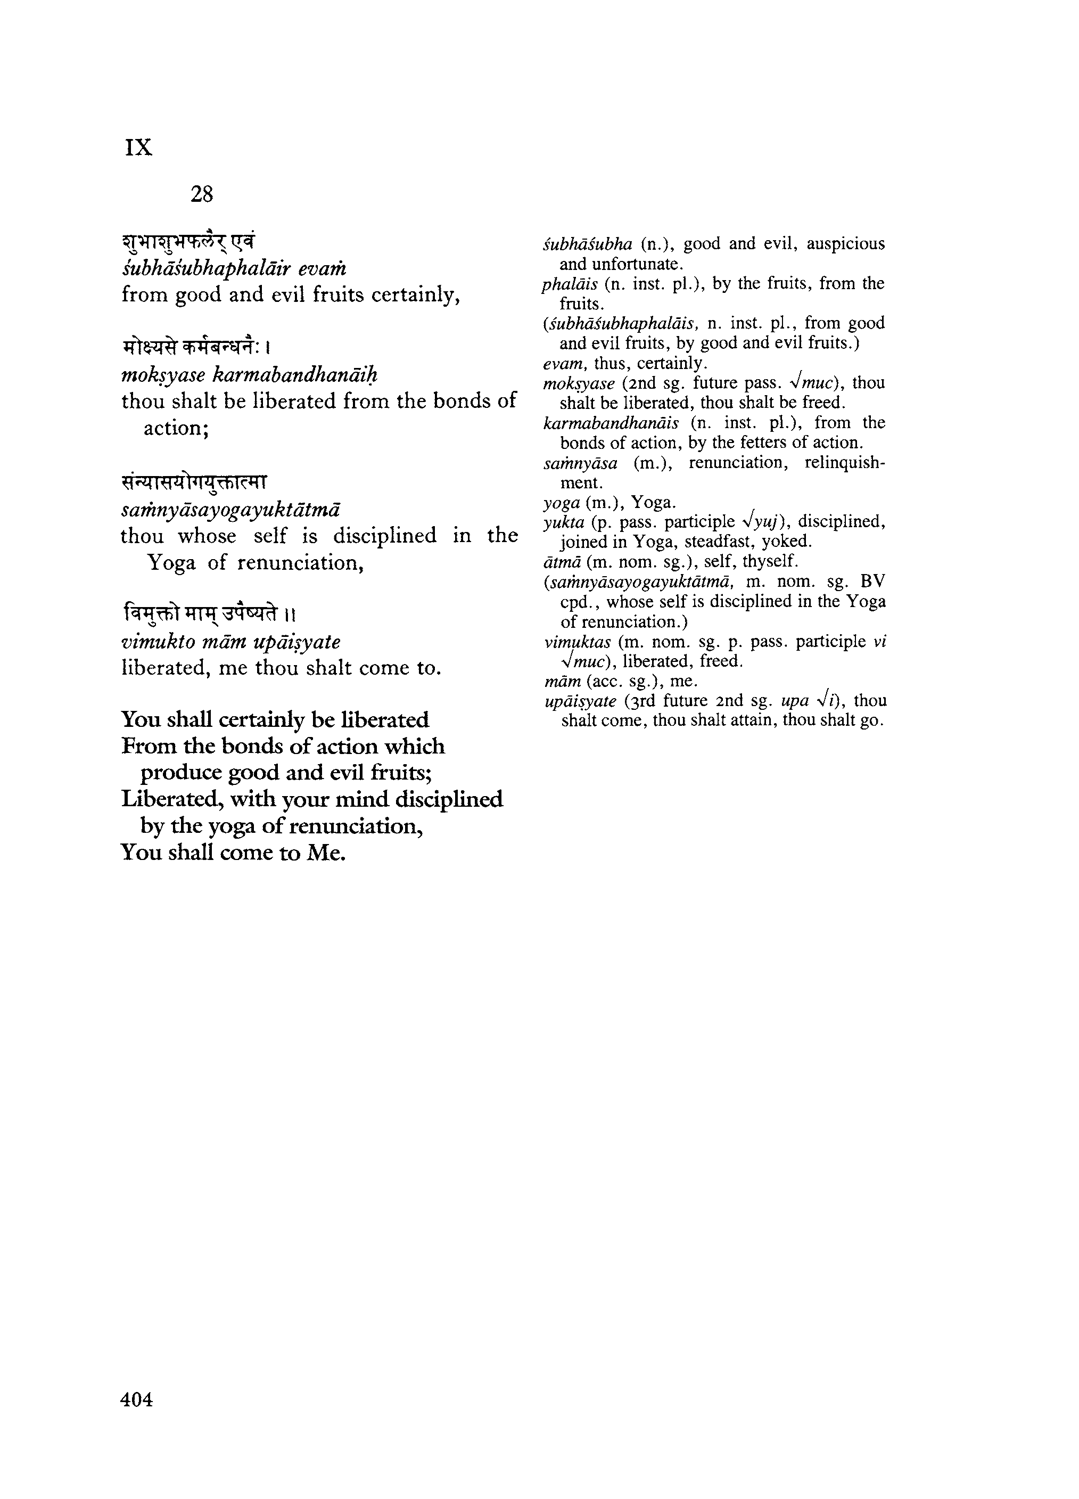 IX
28
शुभाशुभफलैर् एवं
śubhāśubhaphalāir evaṁ
from good and evil fruits certainly,
मोक्ष्यसे कर्मबन्धनैः ।
mokṣyase karmabandhanāiḥ
thou shalt be liberated from the bonds of
action;
संन्यासयोगयुक्तात्मा
saṁnyāsayogayuktātmā
thou whose self is disciplined in the
Yoga of renunciation,
विमुक्तो माम् उपैष्यते ॥
vimukto mām upāiṣyate
liberated, me thou shalt come to.
You shall certainly be liberated
From the bonds of action which
produce good and evil fruits;
Liberated, with your mind disciplined
by the yoga of renunciation,
You shall come to Me.
śubhāśubha (n.), good and evil, auspicious
and unfortunate.
phalāis (n. inst. pl.), by the fruits, from the
fruits.
(śubhāśubhaphalāis, n. inst. pl., from good
and evil fruits, by good and evil fruits.)
evam, thus, certainly.
mokṣyase (2nd sg. future pass. √muc), thou
shalt be liberated, thou shalt be freed.
karmabandhanāis (n. inst. pl.), from the
bonds of action, by the fetters of action.
saṁnyāsa (m.), renunciation, relinquish-
ment.
yoga (m.), Yoga.
yukta (p. pass. participle √yuj), disciplined,
joined in Yoga, steadfast, yoked.
ātmā (m. nom. sg.), self, thyself.
(saṁnyāsayogayuktātmā, m. nom. sg. BV
cpd., whose self is disciplined in the Yoga
of renunciation.)
vimuktas (m. nom. sg. p. pass. participle vi
√muc), liberated, freed.
mām (acc. sg.), me.
upāiṣyate (3rd future 2nd sg. upa √i), thou
shalt come, thou shalt attain, thou shalt go.
404